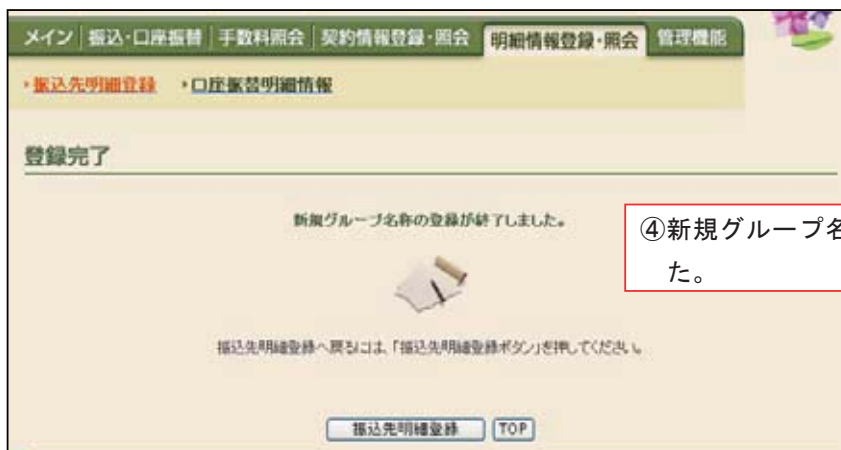 メイン 振込・口座振替 手数料照会 契約情報登録・照会 明細情報登録・照会 管理機能
振込先明細登録 口座振替明細情報
登録完了
新規グループ名称の登録が終了しました。
④新規グループ名
た。
振込先明細登録へ戻るには、「振込先明細登録ボタン」を押してください。
振込先明細登録 TOP